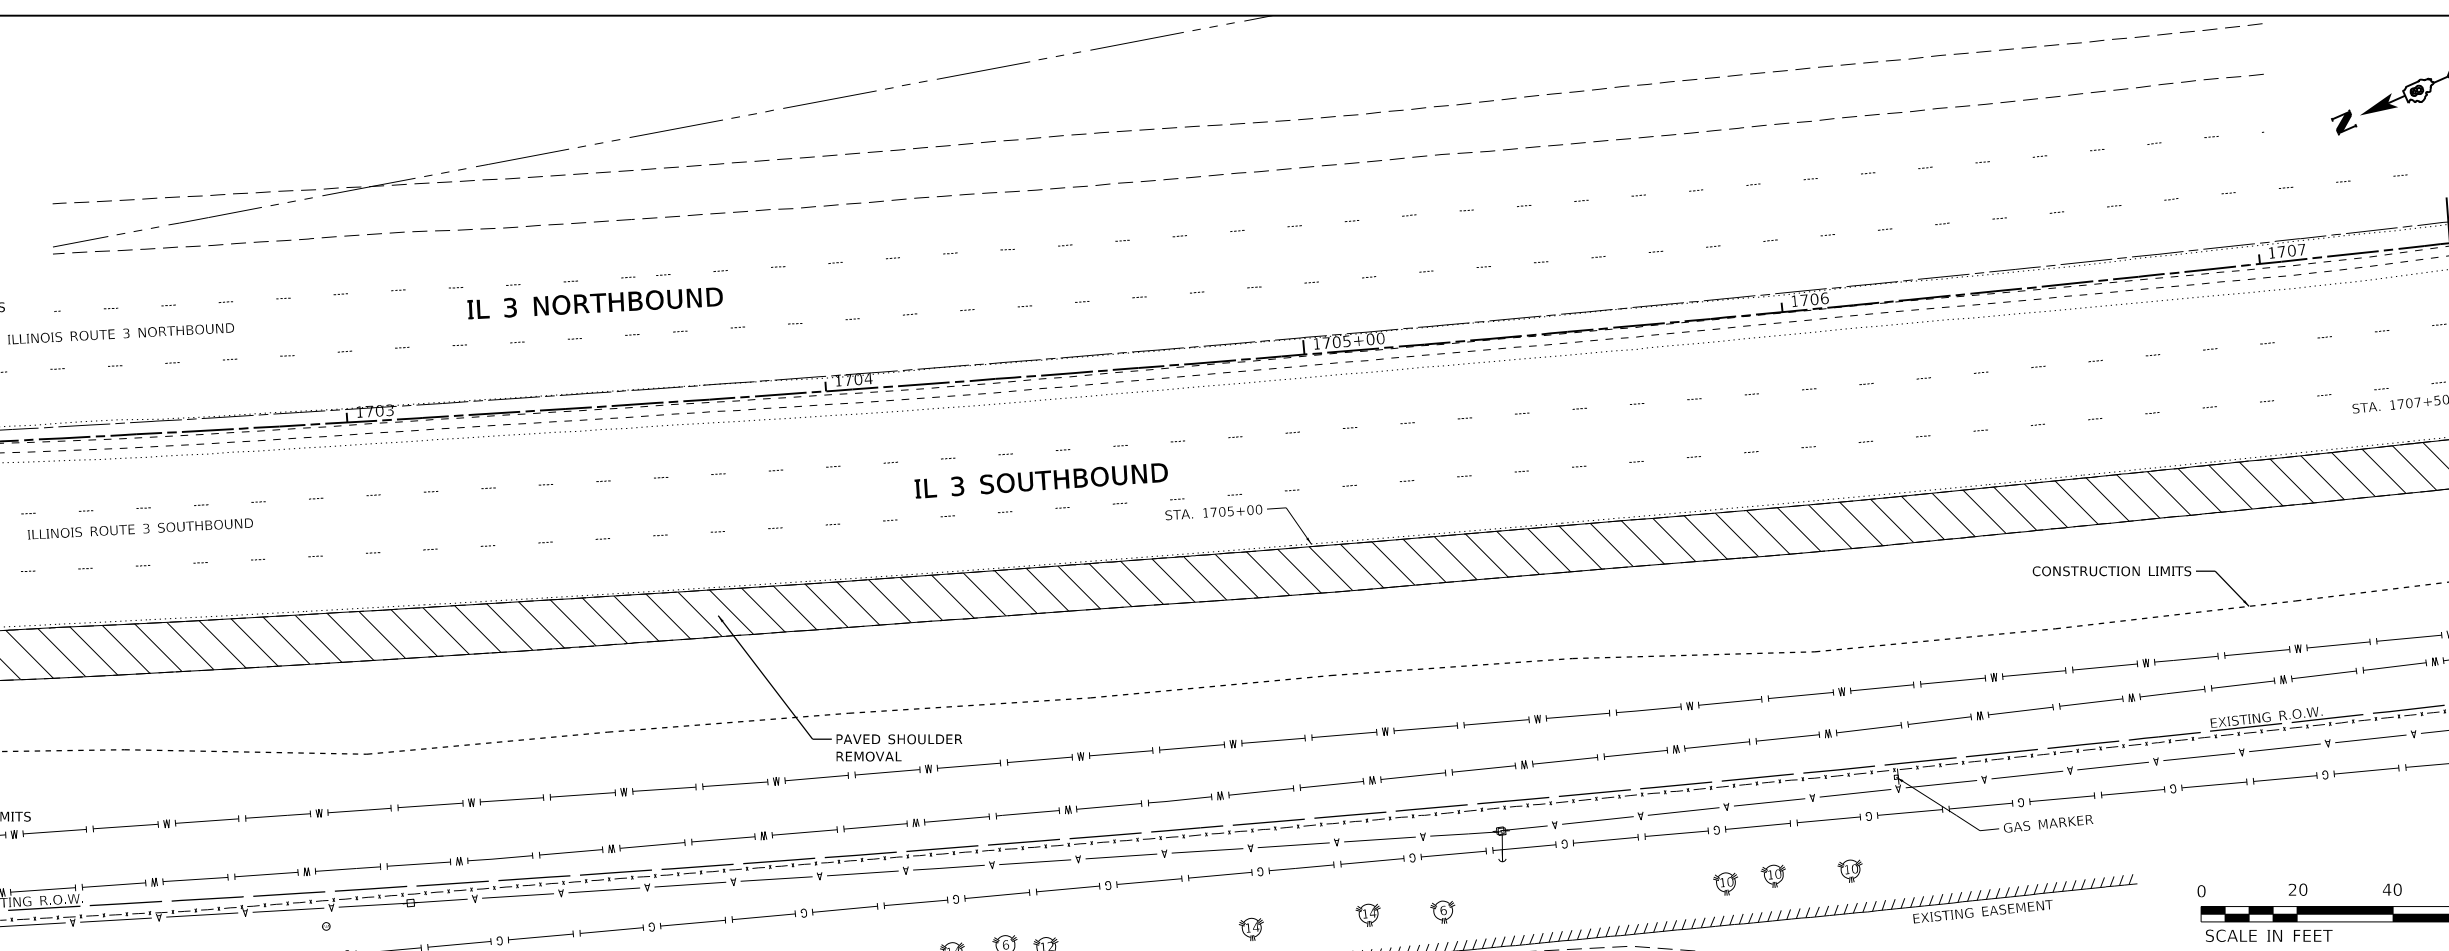 N
1707
S
IL 3 NORTHBOUND
1706
ILLINOIS ROUTE 3 NORTHBOUND
1705+00
1704
1703
STA. 1707+50
IL 3 SOUTHBOUND
STA. 1705+00
ILLINOIS ROUTE 3 SOUTHBOUND
CONSTRUCTION LIMITS
PAVED SHOULDER
REMOVAL
EXISTING R.O.W.
MITS
GAS MARKER
TING R.O.W.
10 10 10
14 14 6
EXISTING EASEMENT
6 12
0 20 40
SCALE IN FEET